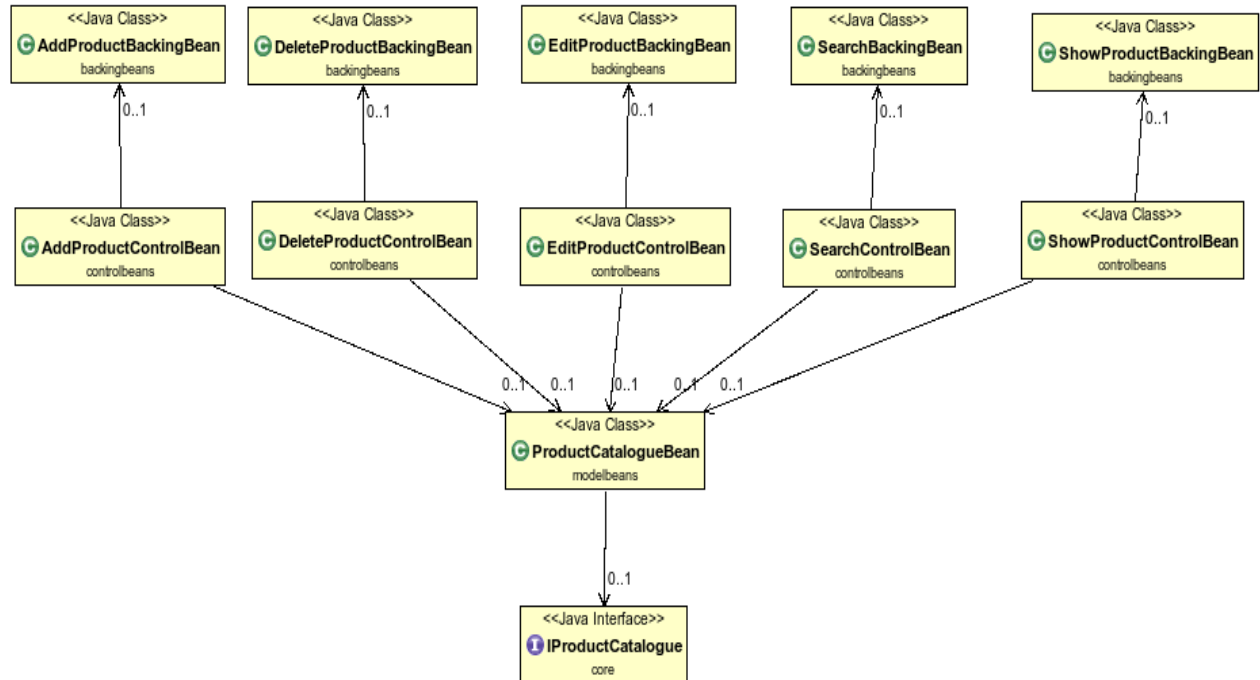 <<Java Class>>
AddProductBackingBean
backingbeans
<<Java Class>>
DeleteProductBackingBean
backingbeans
<<Java Class>>
EditProductBackingBean
backingbeans
<<Java Class>>
SearchBackingBean
backingbeans
<<Java Class>>
ShowProductBackingBean
backingbeans
0..1
0..1
0..1
0..1
0..1
<<Java Class>>
AddProductControlBean
controlbeans
<<Java Class>>
DeleteProductControlBean
controlbeans
<<Java Class>>
EditProductControlBean
controlbeans
<<Java Class>>
SearchControlBean
controlbeans
<<Java Class>>
ShowProductControlBean
controlbeans
0..1
0..1
0..1
0..1
0..1
<<Java Class>>
ProductCatalogueBean
modelbeans
0..1
<<Java Interface>>
IProductCatalogue
core